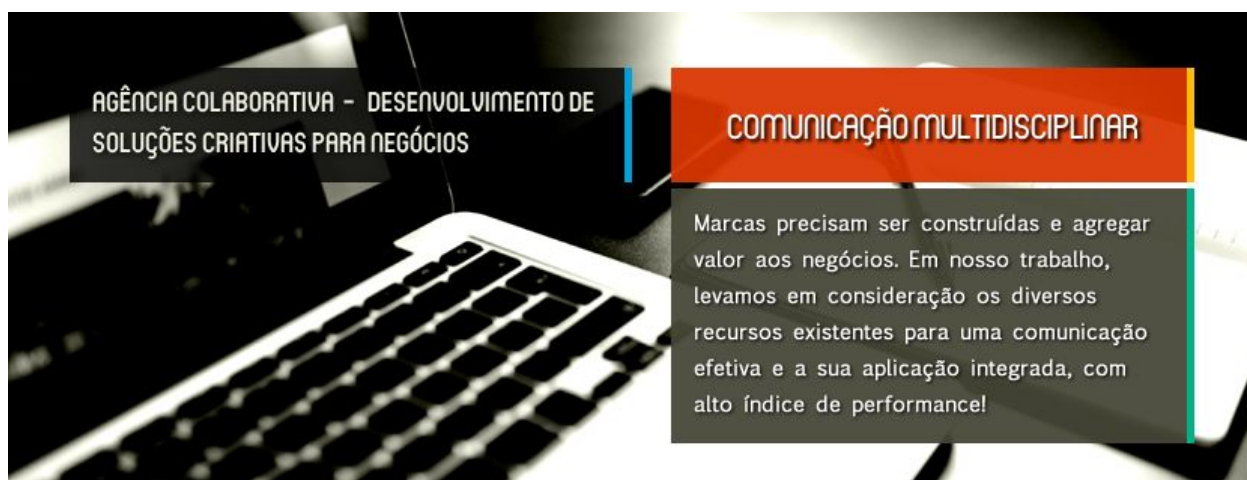 AGÊNCIA COLABORATIVA - DESENVOLVIMENTO DE
SOLUÇÕES CRIATIVAS PARA NEGÓCIOS
COMUNICAÇÃO MULTIDISCIPLINAR
Marcas precisam ser construídas e agregar
valor aos negócios. Em nosso trabalho,
levamos em consideração os diversos
recursos existentes para uma comunicação
efetiva e a sua aplicação integrada, com
alto índice de performance!